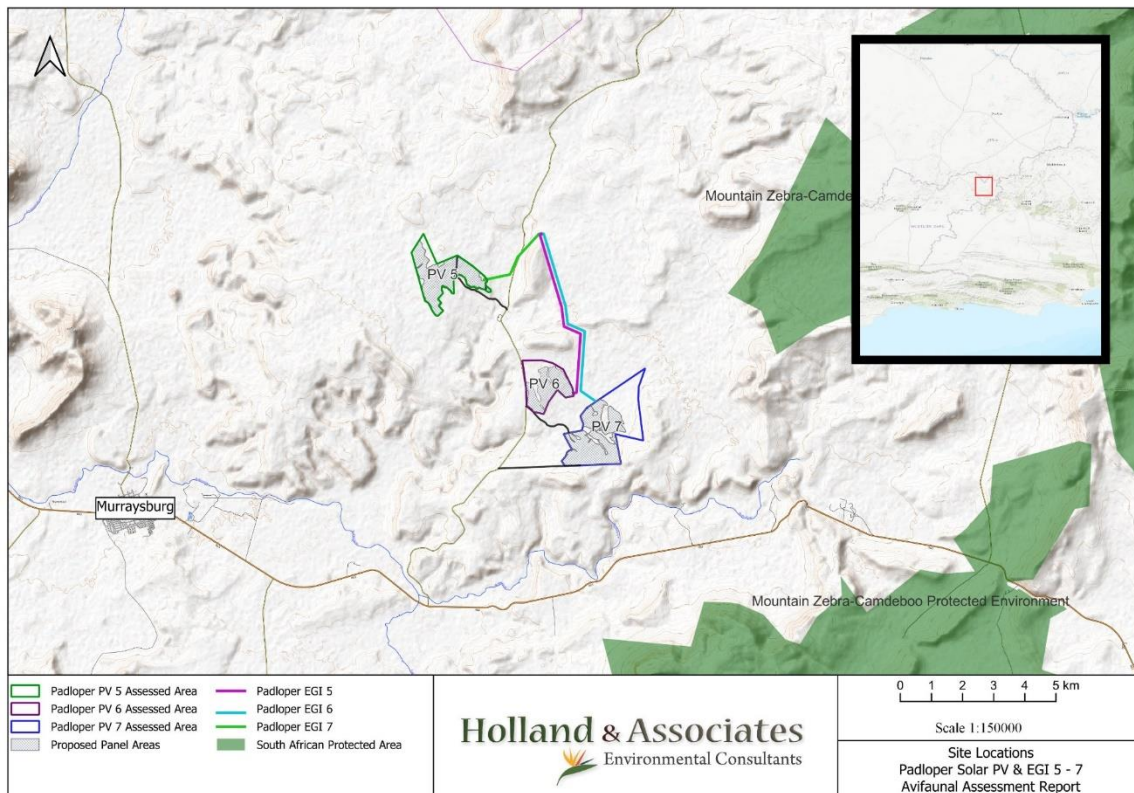 Mountain Zebra-Camde
PV 5
PV 6
PV 7
Murraysburg
Mountain Zebra-Camdeboo Protected Environment
Padloper PV 5 Assessed Area
Padloper PV 6 Assessed Area
Padloper PV 7 Assessed Area
Proposed Panel Areas
Padloper EGI 5
Padloper EGI 6
Padloper EGI 7
South African Protected Area
Holland & Associates
Environmental Consultants
0 1 2 3 4 5 km
Scale 1:150000
Site Locations
Padloper Solar PV & EGI 5 - 7
Avifaunal Assessment Report